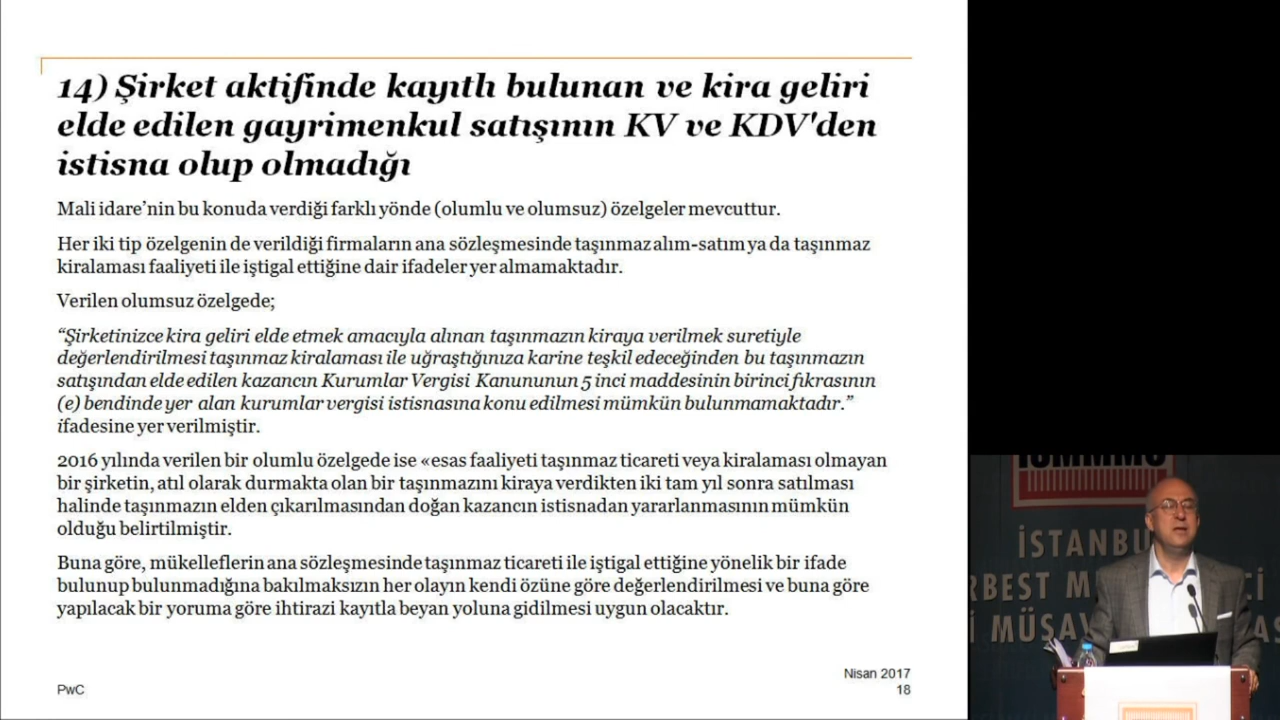 14) Şirket aktifinde kayıtlı bulunan ve kira geliri
elde edilen gayrimenkul satışının KV ve KDV'den
istisna olup olmadığı
Mali idare’nin bu konuda verdiği farklı yönde (olumlu ve olumsuz) özelgeler mevcuttur.
Her iki tip özelgenin de verildiği firmaların ana sözleşmesinde taşınmaz alım-satım ya da taşınmaz
kiralaması faaliyeti ile iştigal ettiğine dair ifadeler yer almamaktadır.
Verilen olumsuz özelgede;
“Şirketinizce kira geliri elde etmek amacıyla alınan taşınmazın kiraya verilmek suretiyle
değerlendirilmesi taşınmaz kiralaması ile uğraştığınıza karine teşkil edeceğinden bu taşınmazın
satışından elde edilen kazancın Kurumlar Vergisi Kanununun 5 inci maddesinin birinci fıkrasının
(e) bendinde yer alan kurumlar vergisi istisnasına konu edilmesi mümkün bulunmamaktadır.”
ifadesine yer verilmiştir.
2016 yılında verilen bir olumlu özelgede ise «esas faaliyeti taşınmaz ticareti veya kiralaması olmayan
bir şirketin, atıl olarak durmakta olan bir taşınmazını kiraya verdikten iki tam yıl sonra satılması
halinde taşınmazın elden çıkarılmasından doğan kazancın istisnadan yararlanmasının mümkün
olduğu belirtilmiştir.
Buna göre, mükelleflerin ana sözleşmesinde taşınmaz ticareti ile iştigal ettiğine yönelik bir ifade
bulunup bulunmadığına bakılmaksızın her olayın kendi özüne göre değerlendirilmesi ve buna göre
yapılacak bir yoruma göre ihtirazi kayıtla beyan yoluna gidilmesi uygun olacaktır.
Nisan 2017
PwC
18
İSTANBU